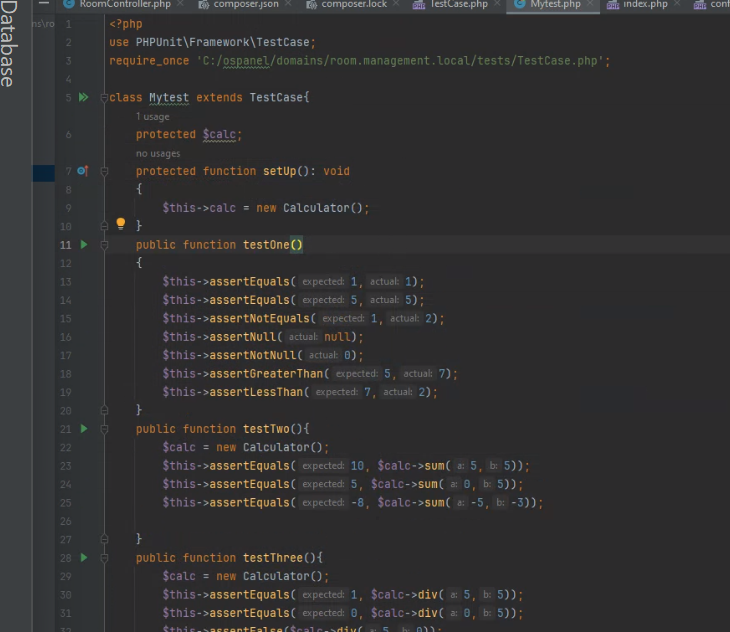 Database
ns\ro
RoomController.php composer.json composer.lock TestCase.php Mytest.php index.php conf
1 <?php
2 use PHPUnit\Framework\TestCase;
3 require_once 'C:/ospanel/domains/room.management.local/tests/TestCase.php';
4
5 class Mytest extends TestCase{
1 usage
6 protected $calc;
no usages
7 protected function setUp(): void
8 {
9 $this->calc = new Calculator();
10 }
11 public function testOne()
12 {
13 $this->assertEquals( expected: 1, actual: 1);
14 $this->assertEquals( expected: 5, actual: 5);
15 $this->assertNotEquals( expected: 1, actual: 2);
16 $this->assertNull( actual: null);
17 $this->assertNotNull( actual: 0);
18 $this->assertGreaterThan( expected: 5, actual: 7);
19 $this->assertLessThan( expected: 7, actual: 2);
20 }
21 public function testTwo(){
22 $calc = new Calculator();
23 $this->assertEquals( expected: 10, $calc->sum( a: 5, b: 5));
24 $this->assertEquals( expected: 5, $calc->sum( a: 0, b: 5));
25 $this->assertEquals( expected: -8, $calc->sum( a: -5, b: -3));
26
27 }
28 public function testThree(){
29 $calc = new Calculator();
30 $this->assertEquals( expected: 1, $calc->div( a: 5, b: 5));
31 $this->assertEquals( expected: 0, $calc->div( a: 0, b: 5));
32 $this->assertFalse($calc->div( a: 5, b: 0));